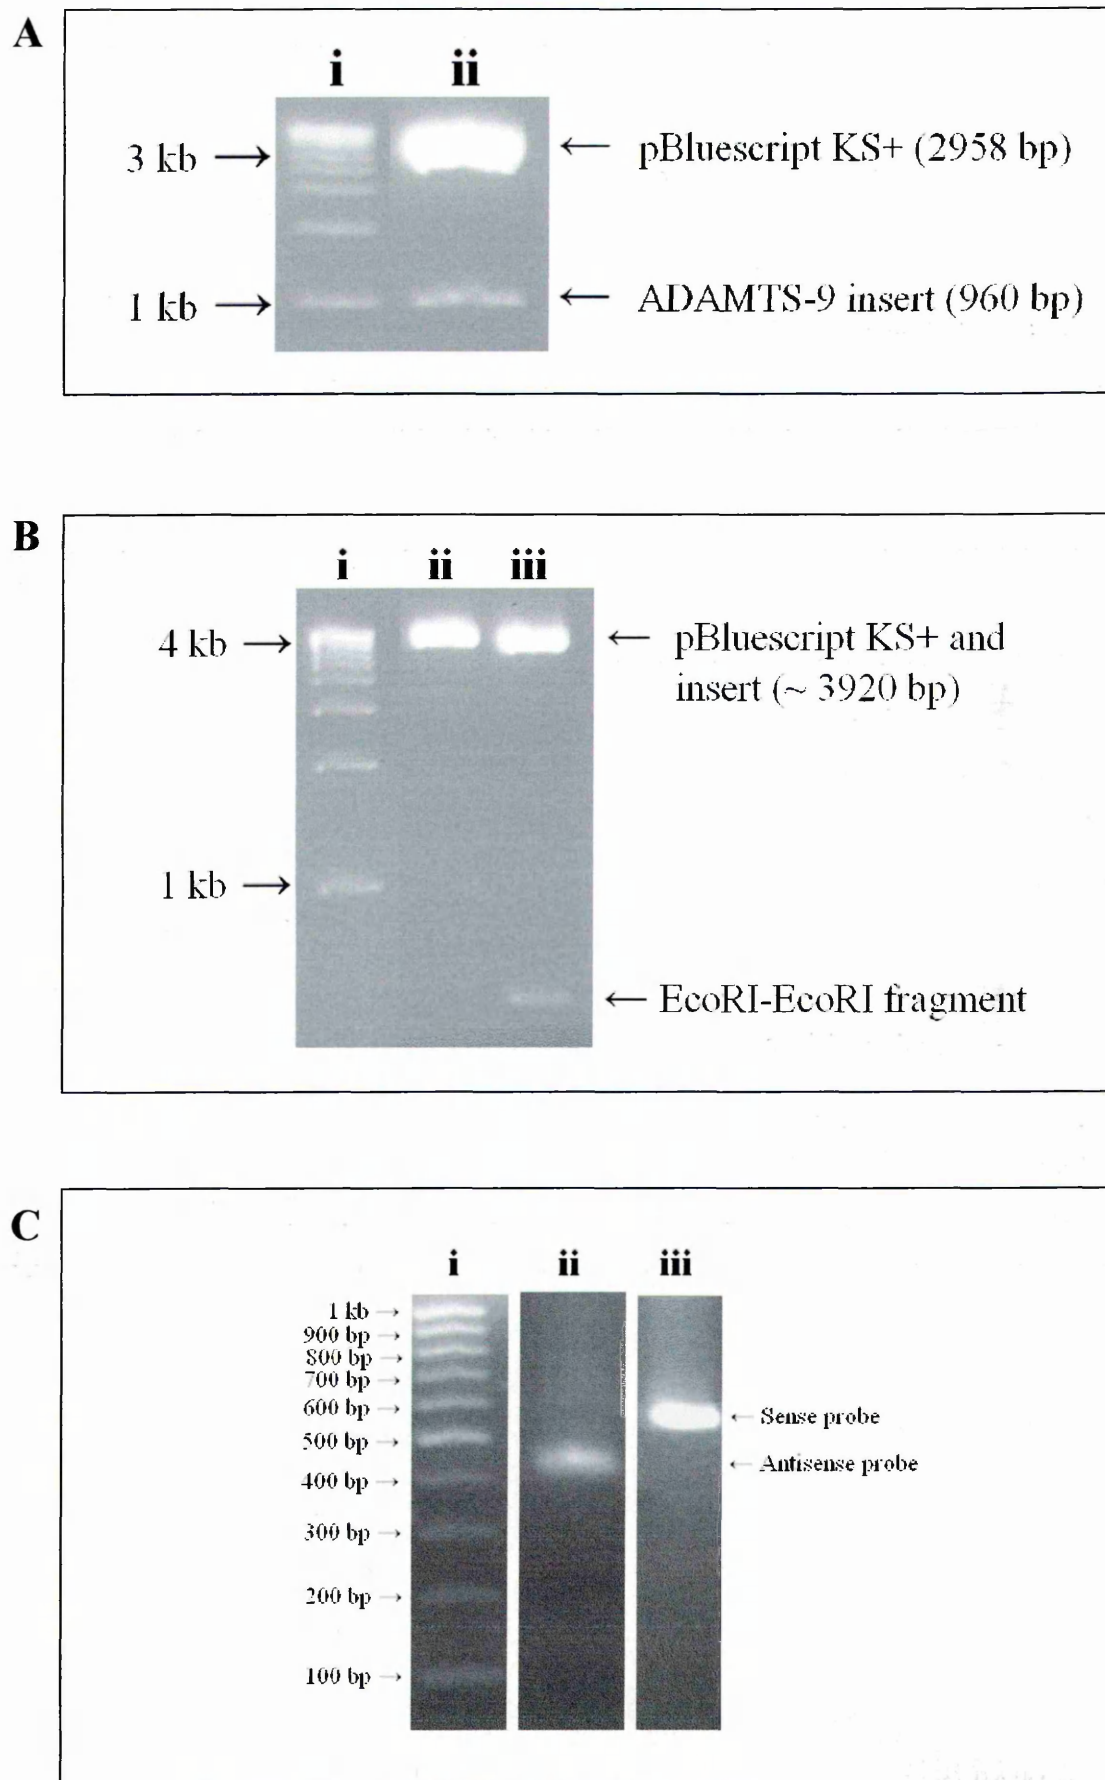 A
i ii
3 kb → ← pBluescript KS+ (2958 bp)
1 kb → ← ADAMTS-9 insert (960 bp)
B
i ii iii
4 kb → ← pBluescript KS+ and
insert (~ 3920 bp)
1 kb →
← EcoRI-EcoRI fragment
C
i ii iii
1 kb →
900 bp →
800 bp →
700 bp →
600 bp →
← Sense probe
500 bp →
← Antisense probe
400 bp →
300 bp →
200 bp →
100 bp →